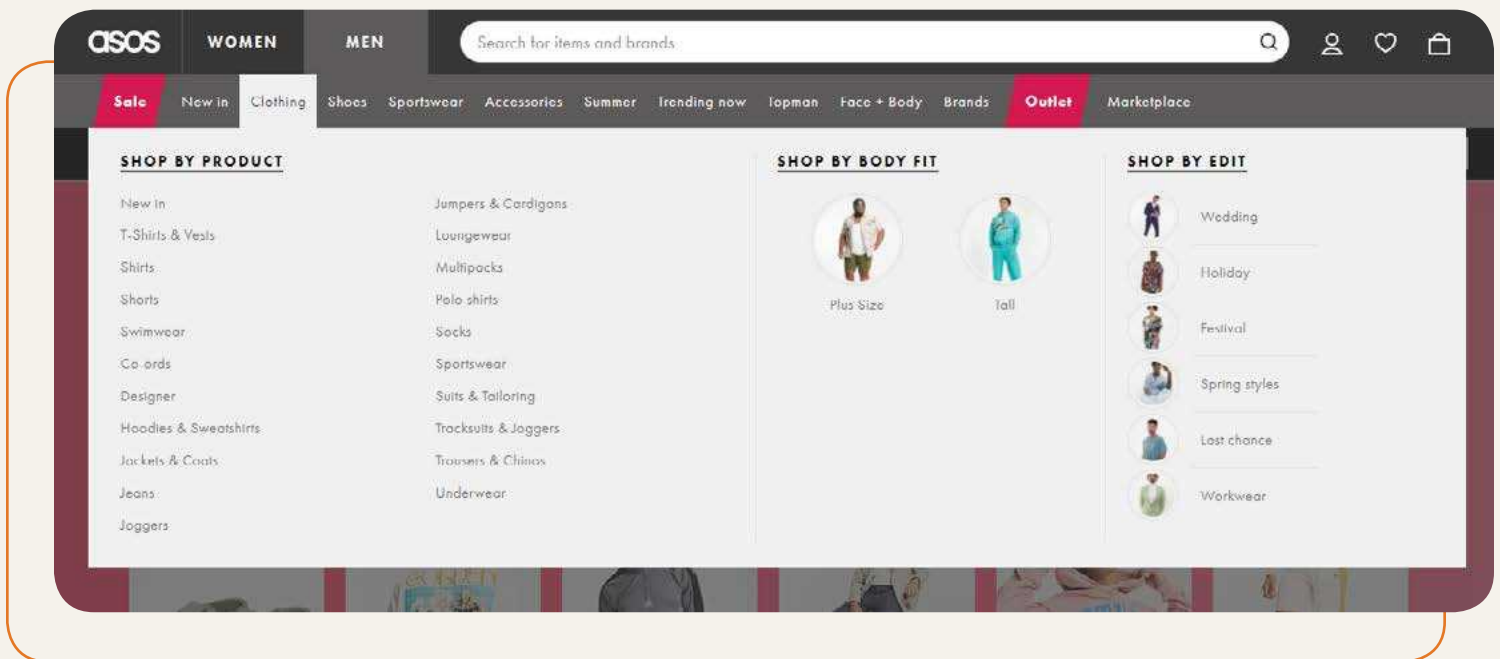 asos
WOMEN
MEN
Search for items and brands
Sale
New in
Clothing
Shoes
Sportswear
Accessories
Summer
Trending now
Topman
Face + Body
Brands
Outlet
Marketplace
SHOP BY PRODUCT
New in
T-Shirts & Vests
Shirts
Shorts
Swimwear
Co-ords
Designer
Hoodies & Sweatshirts
Jackets & Coats
Jeans
Joggers
Jumpers & Cardigans
Loungewear
Multipacks
Polo shirts
Socks
Sportswear
Suits & Tailoring
Tracksuits & Joggers
Trousers & Chinos
Underwear
SHOP BY BODY FIT
Plus Size
Tall
SHOP BY EDIT
Wedding
Holiday
Festival
Spring styles
Last chance
Workwear